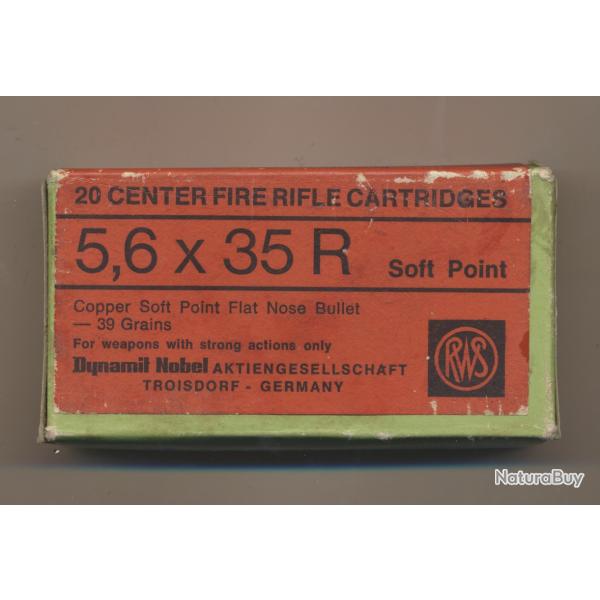 20 CENTER FIRE RIFLE CARTRIDGES
5,6 x 35 R Soft Point
Copper Soft Point Flat Nose Bullet
— 39 Grains
For weapons with strong actions only
Dynamit Nobel AKTIENGESELLSCHAFT
TROISDORF - GERMANY
RWS
NaturaBuy